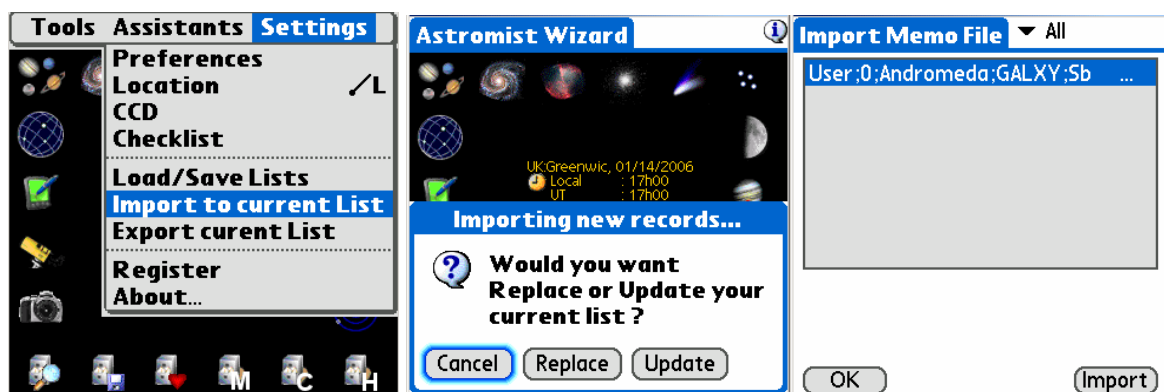 Tools Assistants Settings
Preferences
Location /L
CCD
Checklist
Load/Save Lists
Import to current List
Export curent List
Register
About...
M C H
Astromist Wizard i
UK:Greenwic, 01/14/2006
Local : 17h00
UT : 17h00
Importing new records...
? Would you want
Replace or Update your
current list ?
Cancel Replace Update
Import Memo File All
User;0;Andromeda;GALXY;Sb ...
OK Import